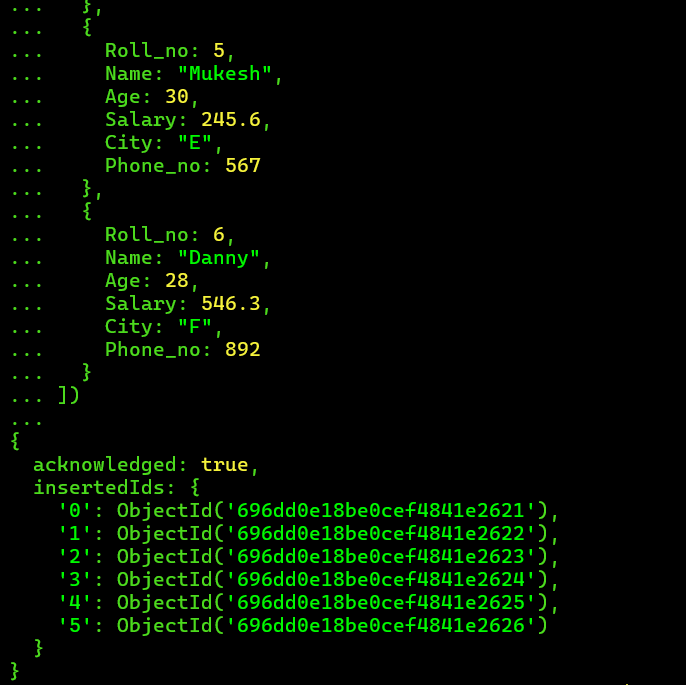 ...   },
...   {
...     Roll_no: 5,
...     Name: "Mukesh",
...     Age: 30,
...     Salary: 245.6,
...     City: "E",
...     Phone_no: 567
...   },
...   {
...     Roll_no: 6,
...     Name: "Danny",
...     Age: 28,
...     Salary: 546.3,
...     City: "F",
...     Phone_no: 892
...   }
... ])
...
{
  acknowledged: true,
  insertedIds: {
    '0': ObjectId('696dd0e18be0cef4841e2621'),
    '1': ObjectId('696dd0e18be0cef4841e2622'),
    '2': ObjectId('696dd0e18be0cef4841e2623'),
    '3': ObjectId('696dd0e18be0cef4841e2624'),
    '4': ObjectId('696dd0e18be0cef4841e2625'),
    '5': ObjectId('696dd0e18be0cef4841e2626')
  }
}